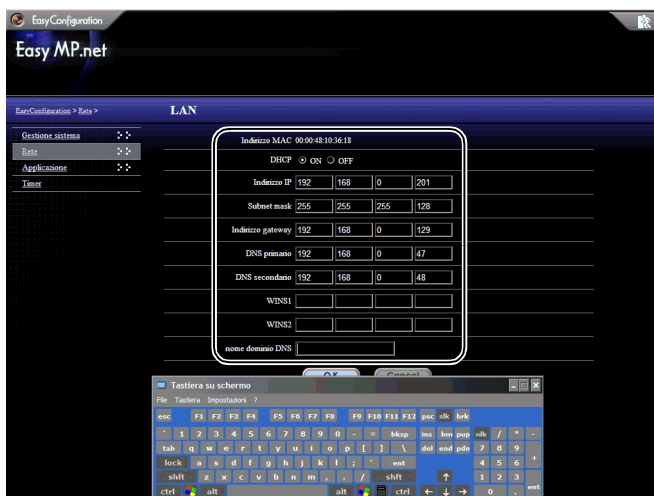 EasyConfiguration
Easy MP.net
EasyConfiguration > Rete >
LAN
Gestione sistema
Rete
Applicazione
Timer
Indirizzo MAC 00:00:48:10:36:18
DHCP ON OFF
Indirizzo IP 192 168 0 201
Subnet mask 255 255 255 128
Indirizzo gateway 192 168 0 129
DNS primario 192 168 0 47
DNS secondario 192 168 0 48
WINS1
WINS2
nome dominio DNS
OK Cancel
Tastiera su schermo
File Tastiera Impostazioni ?
esc F1 F2 F3 F4 F5 F6 F7 F8 F9 F10 F11 F12 psc slk brk
` 1 2 3 4 5 6 7 8 9 0 - = bksp ins hm pup nlk / * -
tab q w e r t y u i o p [ ] \ del end pdn 7 8 9
lock a s d f g h j k l ; ' ent 4 5 6 +
shft z x c v b n m , . / shft ↑ 1 2 3
ctrl alt alt ctrl ← ↓ → 0 . ent